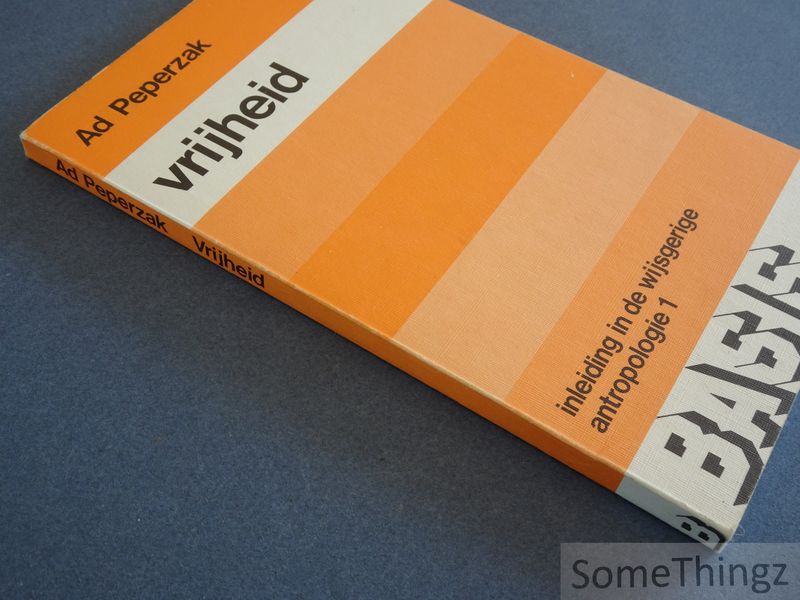 Ad Peperzak
vrijheid
inleiding in de wijsgerige
antropologie 1
BASIS
Ad Peperzak Vrijheid
B
SomeThingz